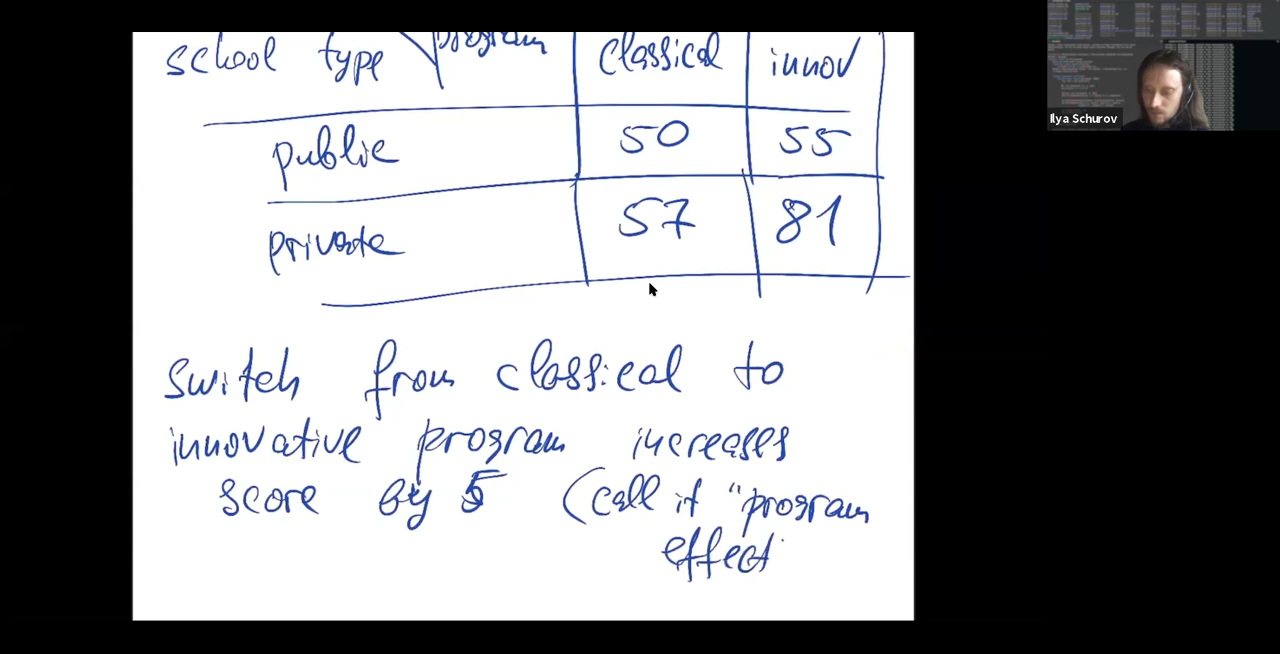 school type \ program classical innov
public 50 55
private 57 81
switch from classical to
innovative program increases
score by 5 (call it "program
effect
Ilya Schurov